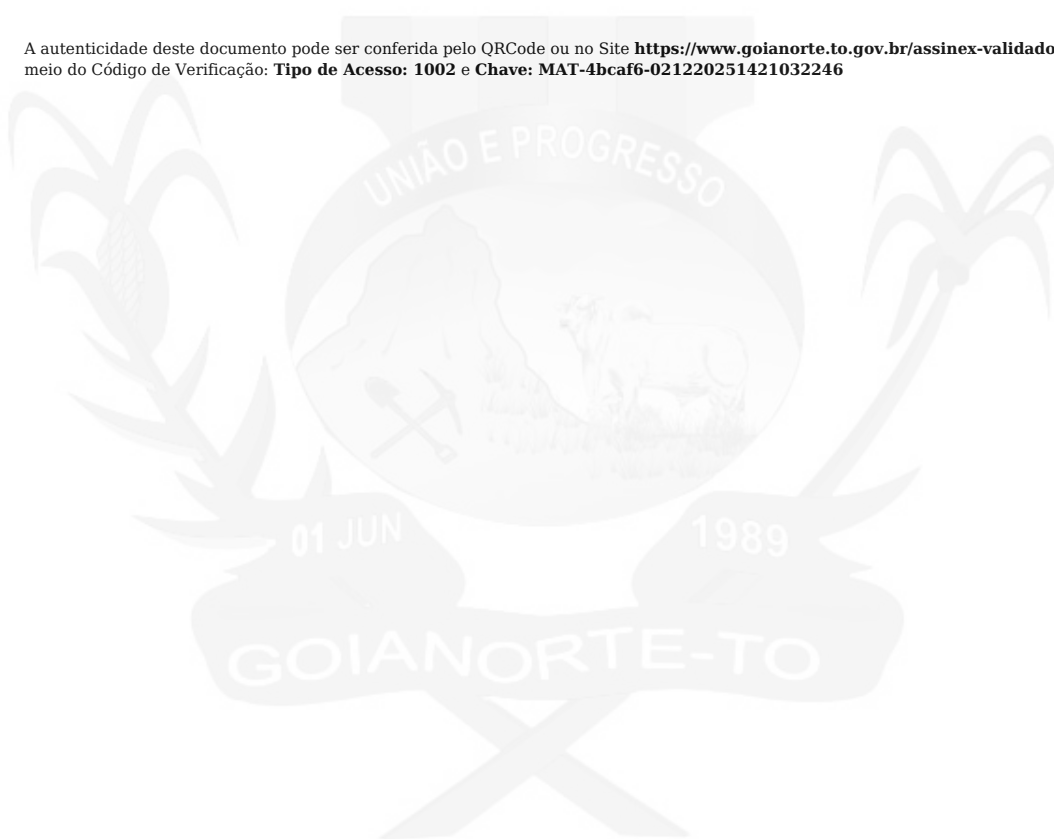 A autenticidade deste documento pode ser conferida pelo QRCode ou no Site https://www.goianorte.to.gov.br/assinex-validado
meio do Código de Verificação: Tipo de Acesso: 1002 e Chave: MAT-4bcaf6-021220251421032246
UNIÃO E PROGRESSO
01 JUN 1989
GOIANORTE-TO